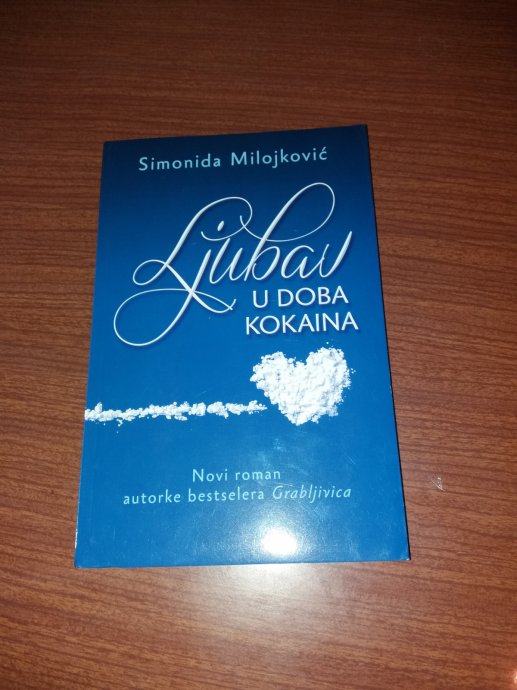 Simonida Milojković
Ljubav
U DOBA
KOKAINA
Novi roman
autorke bestselera Grabljivica